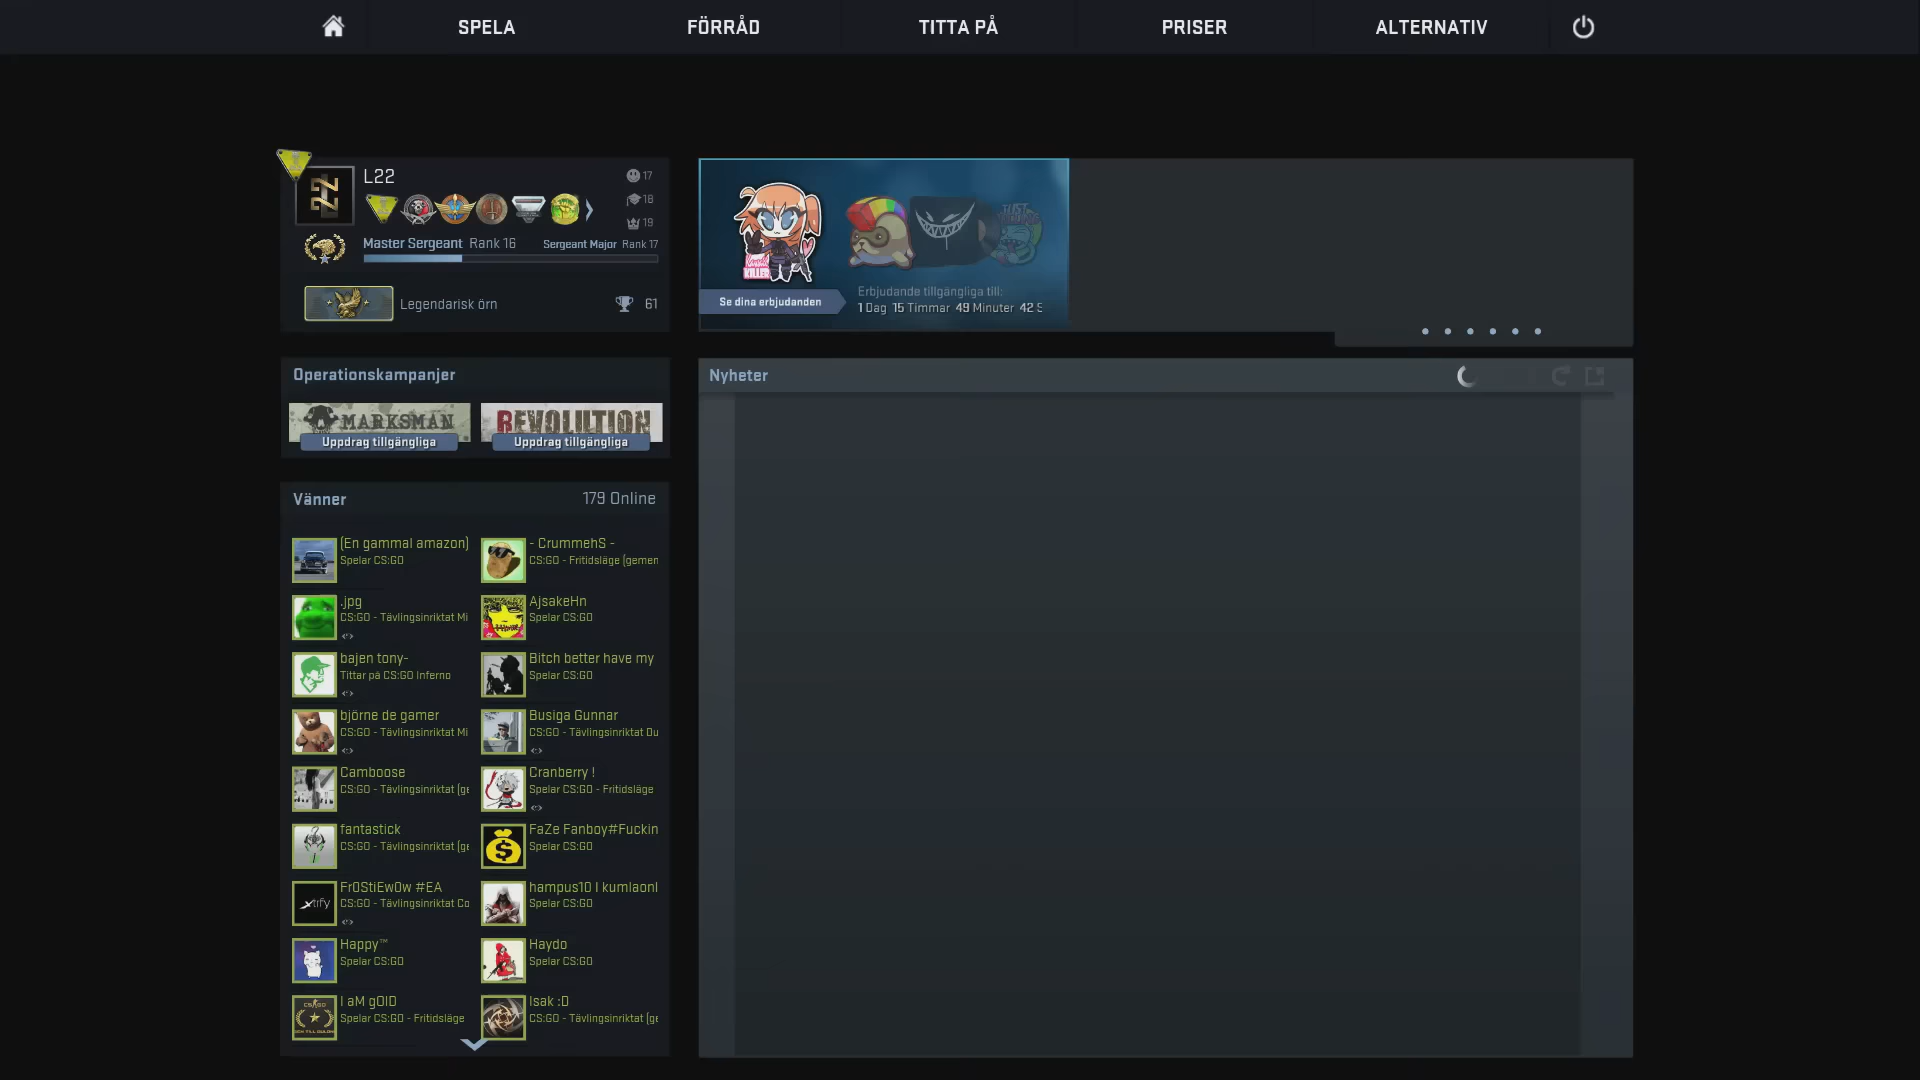 SPELA
FÖRRÅD
TITTA PÅ
PRISER
ALTERNATIV
L22
17
18
19
Master Sergeant Rank 16
Sergeant Major Rank 17
Legendarisk örn
61
KILLER
Se dina erbjudanden
Erbjudande tillgängliga till:
1 Dag 15 Timmar 49 Minuter 42 S
Operationskampanjer
MARKSMAN
Uppdrag tillgängliga
REVOLUTION
Uppdrag tillgängliga
Nyheter
Vänner
179 Online
(En gammal amazon)
Spelar CS:GO
- CrummehS -
CS:GO - Fritidsläge (gemen
.jpg
CS:GO - Tävlingsinriktat Mi
AjsakeHn
Spelar CS:GO
bajen tony-
Tittar på CS:GO Inferno
Bitch better have my
Spelar CS:GO
björne de gamer
CS:GO - Tävlingsinriktat Mi
Busiga Gunnar
CS:GO - Tävlingsinriktat Du
Camboose
CS:GO - Tävlingsinriktat (ge
Cranberry !
Spelar CS:GO - Fritidsläge
fantastick
CS:GO - Tävlingsinriktat (ge
FaZe Fanboy#Fuckin
Spelar CS:GO
Fr0StiEw0w #EA
CS:GO - Tävlingsinriktat Co
xtrfy
hampus10 | kumlaonl
Spelar CS:GO
Happy™
Spelar CS:GO
Haydo
Spelar CS:GO
I aM gOlD
Spelar CS:GO - Fritidsläge
Isak :D
CS:GO - Tävlingsinriktat (ge